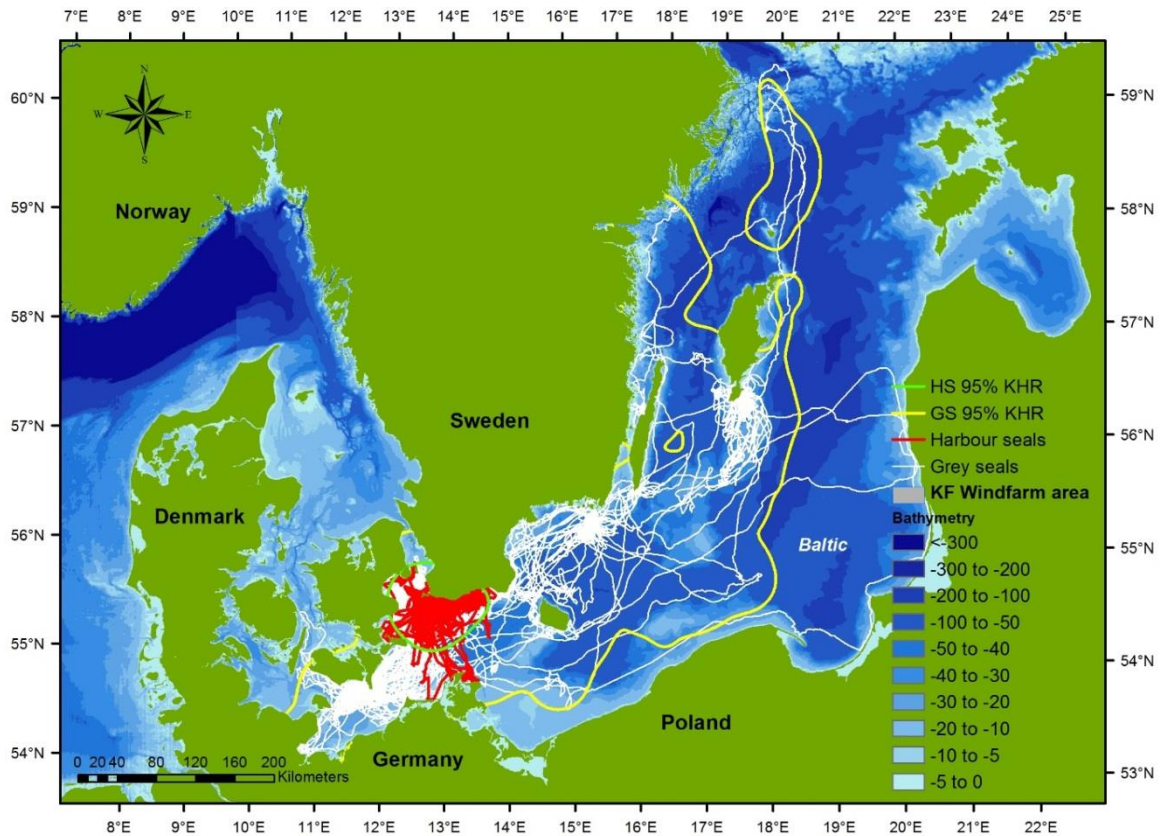 7°E 8°E 9°E 10°E 11°E 12°E 13°E 14°E 15°E 16°E 17°E 18°E 19°E 20°E 21°E 22°E 23°E 24°E 25°E
60°N
59°N
58°N
57°N
56°N
55°N
54°N
59°N
58°N
57°N
56°N
55°N
54°N
53°N
N
W
E
S
Norway
Sweden
Denmark
Baltic
Poland
Germany
HS 95% KHR
GS 95% KHR
Harbour seals
Grey seals
KF Windfarm area
Bathymetry
<-300
-300 to -200
-200 to -100
-100 to -50
-50 to -40
-40 to -30
-30 to -20
-20 to -10
-10 to -5
-5 to 0
0 20 40 80 120 160 200
Kilometers
8°E 9°E 10°E 11°E 12°E 13°E 14°E 15°E 16°E 17°E 18°E 19°E 20°E 21°E 22°E